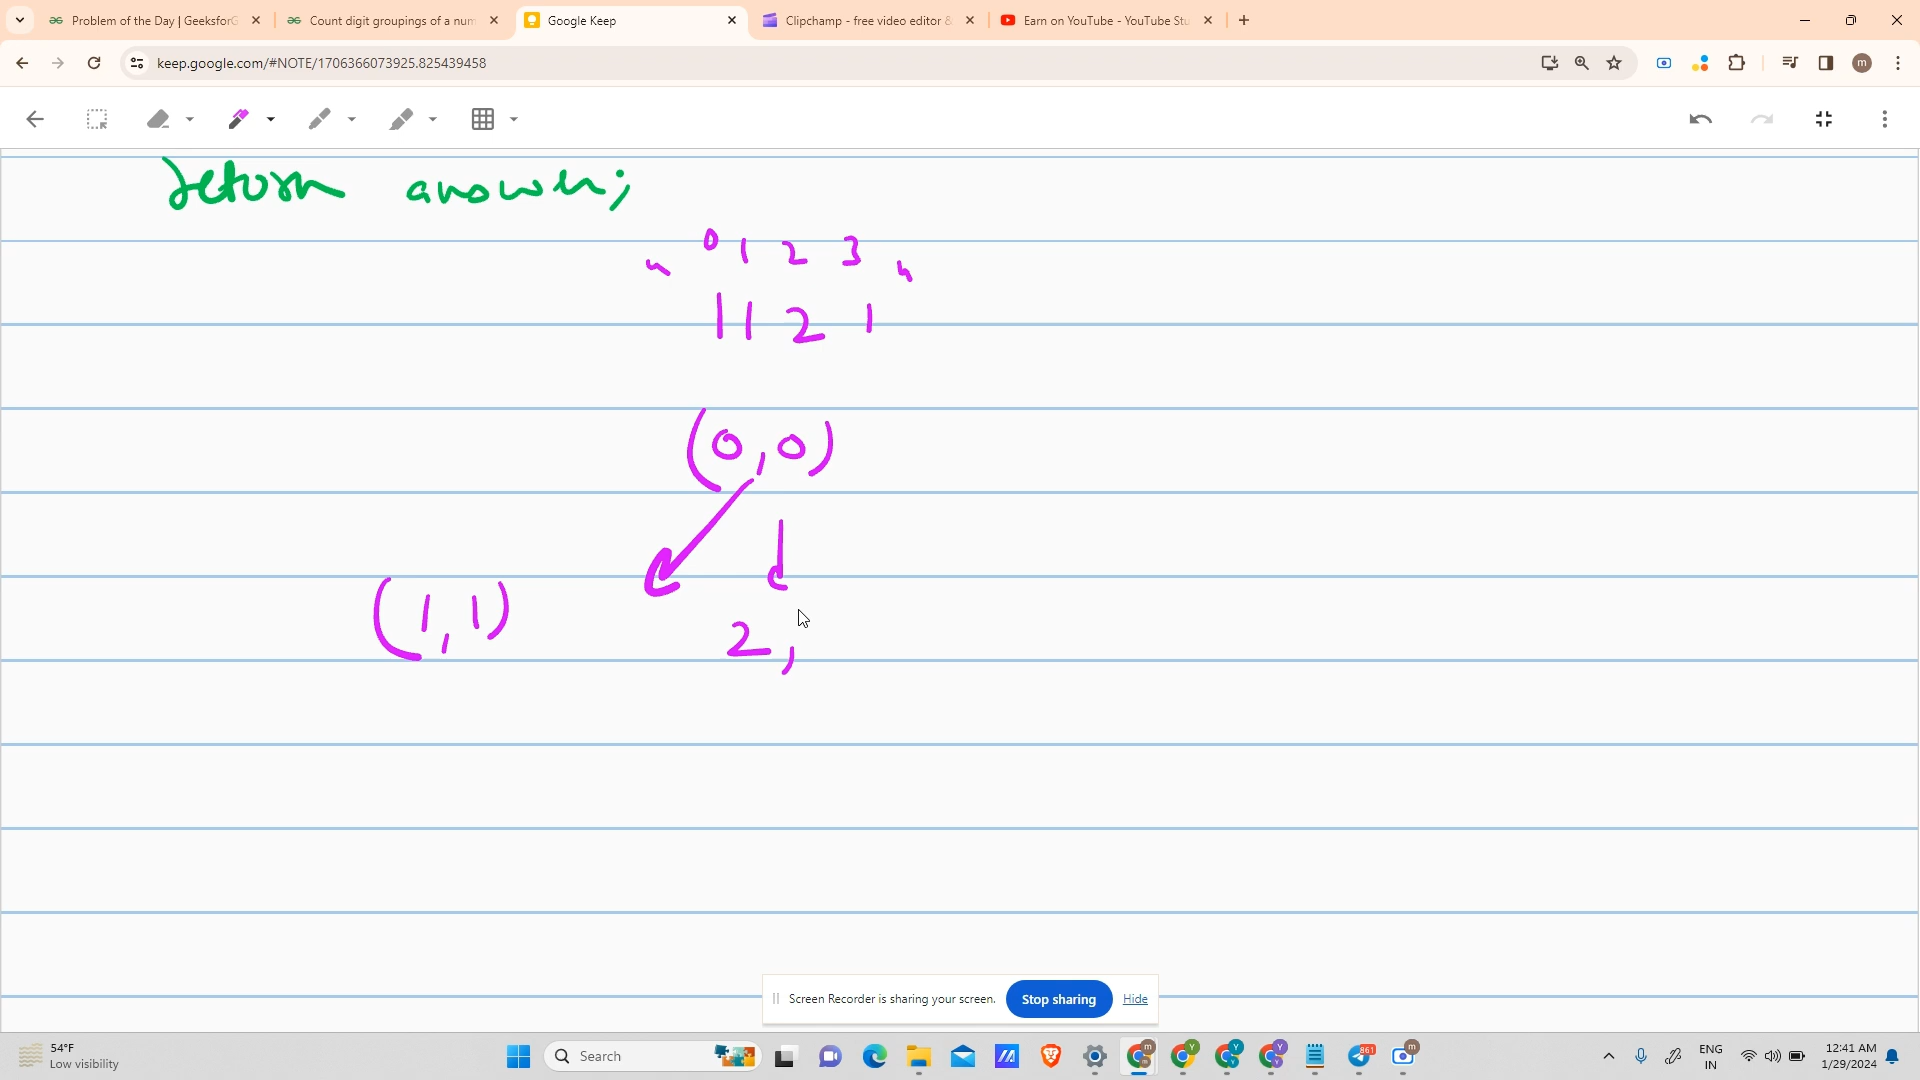 Problem of the Day | GeeksforG
Count digit groupings of a num
Google Keep
Clipchamp - free video editor &
Earn on YouTube - YouTube Stu
keep.google.com/#NOTE/1706366073925.825439458
m
return answer;
" 0 1 2 3 "
1 1 2 1
(0,0)
(1,1) 2,
Screen Recorder is sharing your screen. Stop sharing Hide
54°F
Low visibility
Search
861
ENG
IN
12:41 AM
1/29/2024